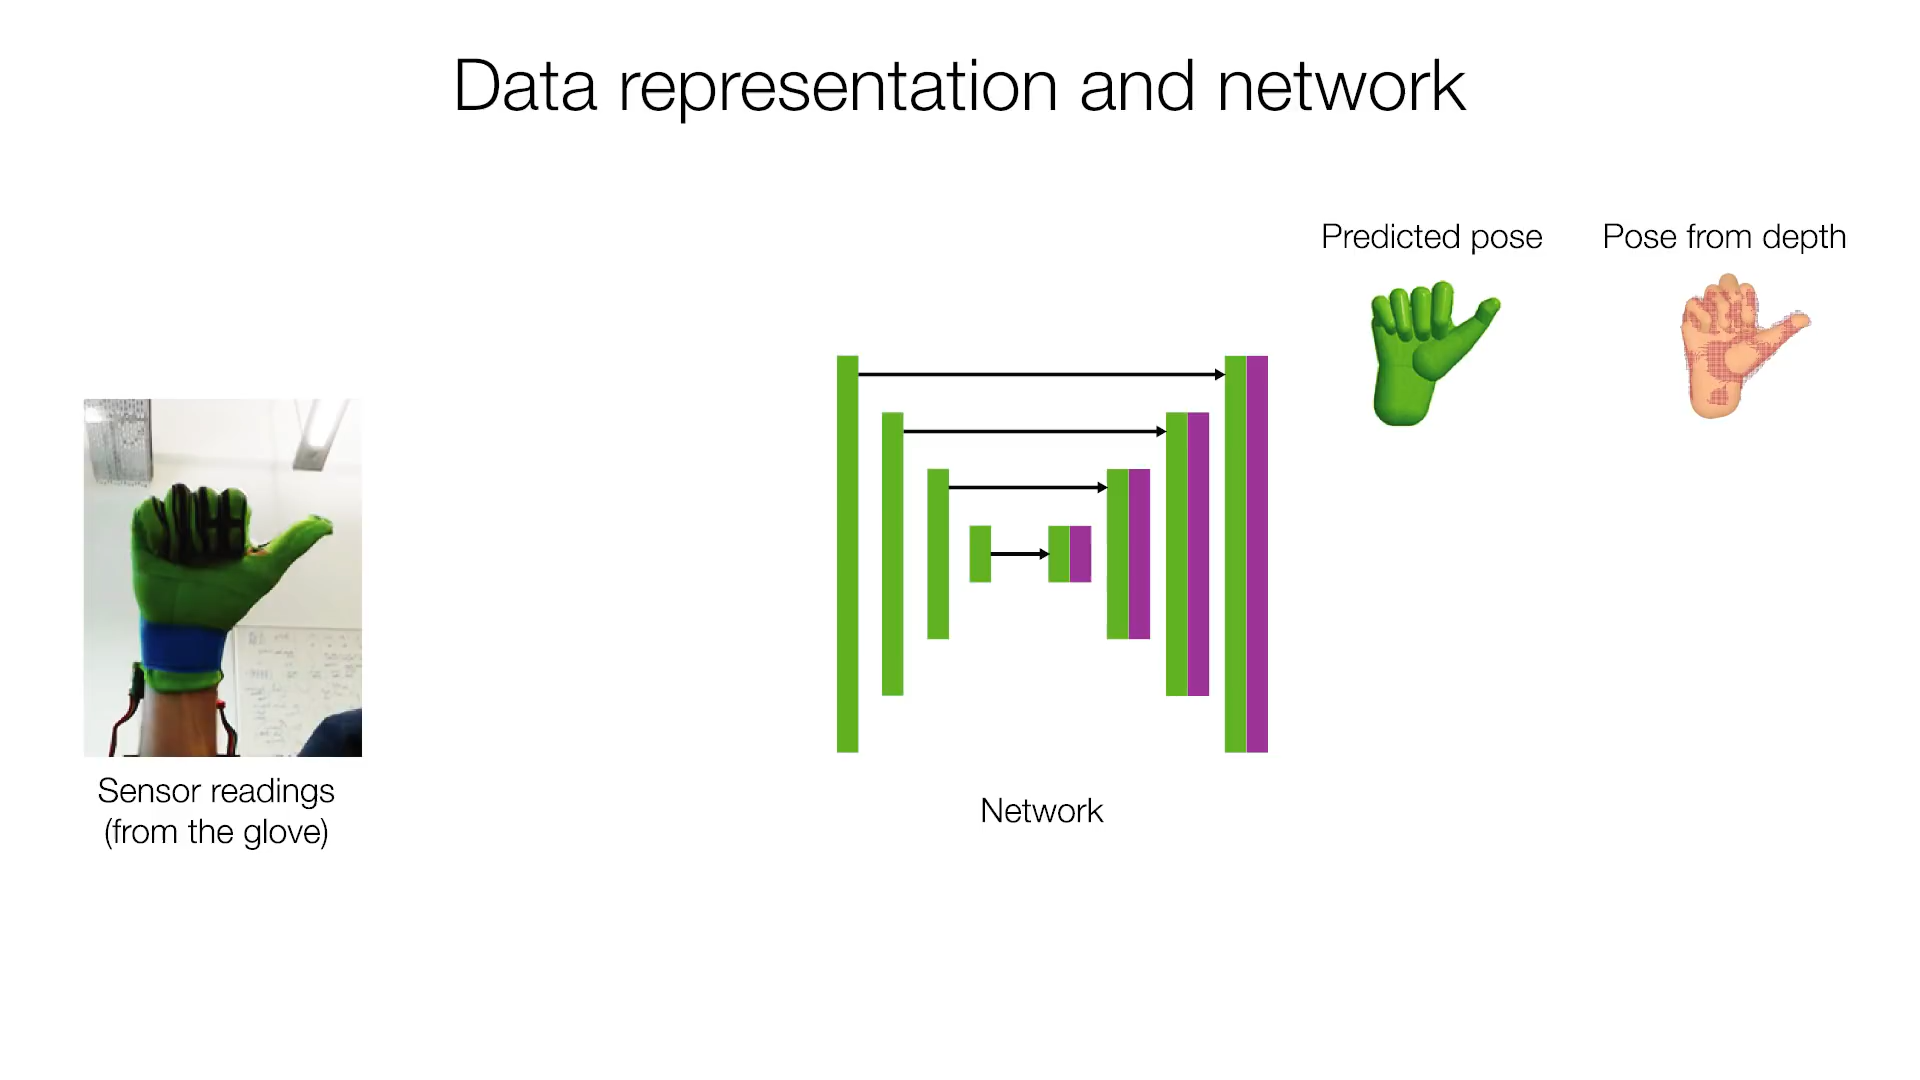 Data representation and network
Predicted pose
Pose from depth
Sensor readings
(from the glove)
Network